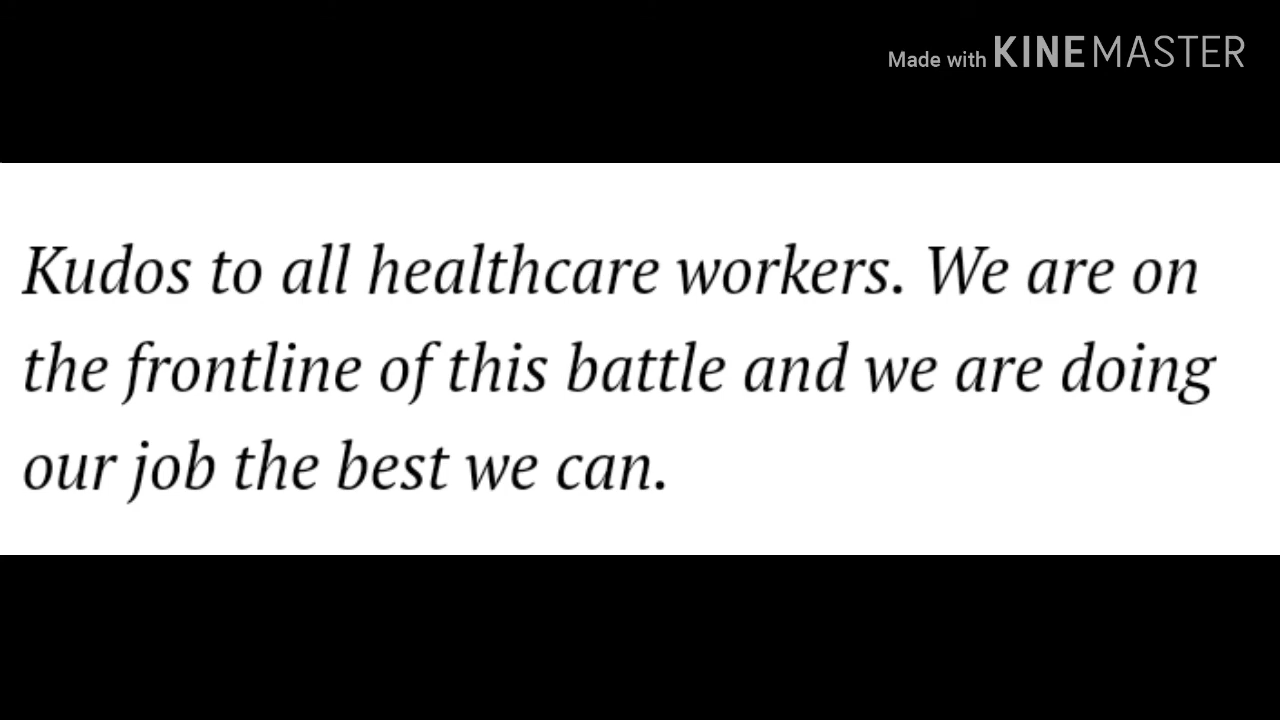 Made with KINEMASTER
Kudos to all healthcare workers. We are on
the frontline of this battle and we are doing
our job the best we can.